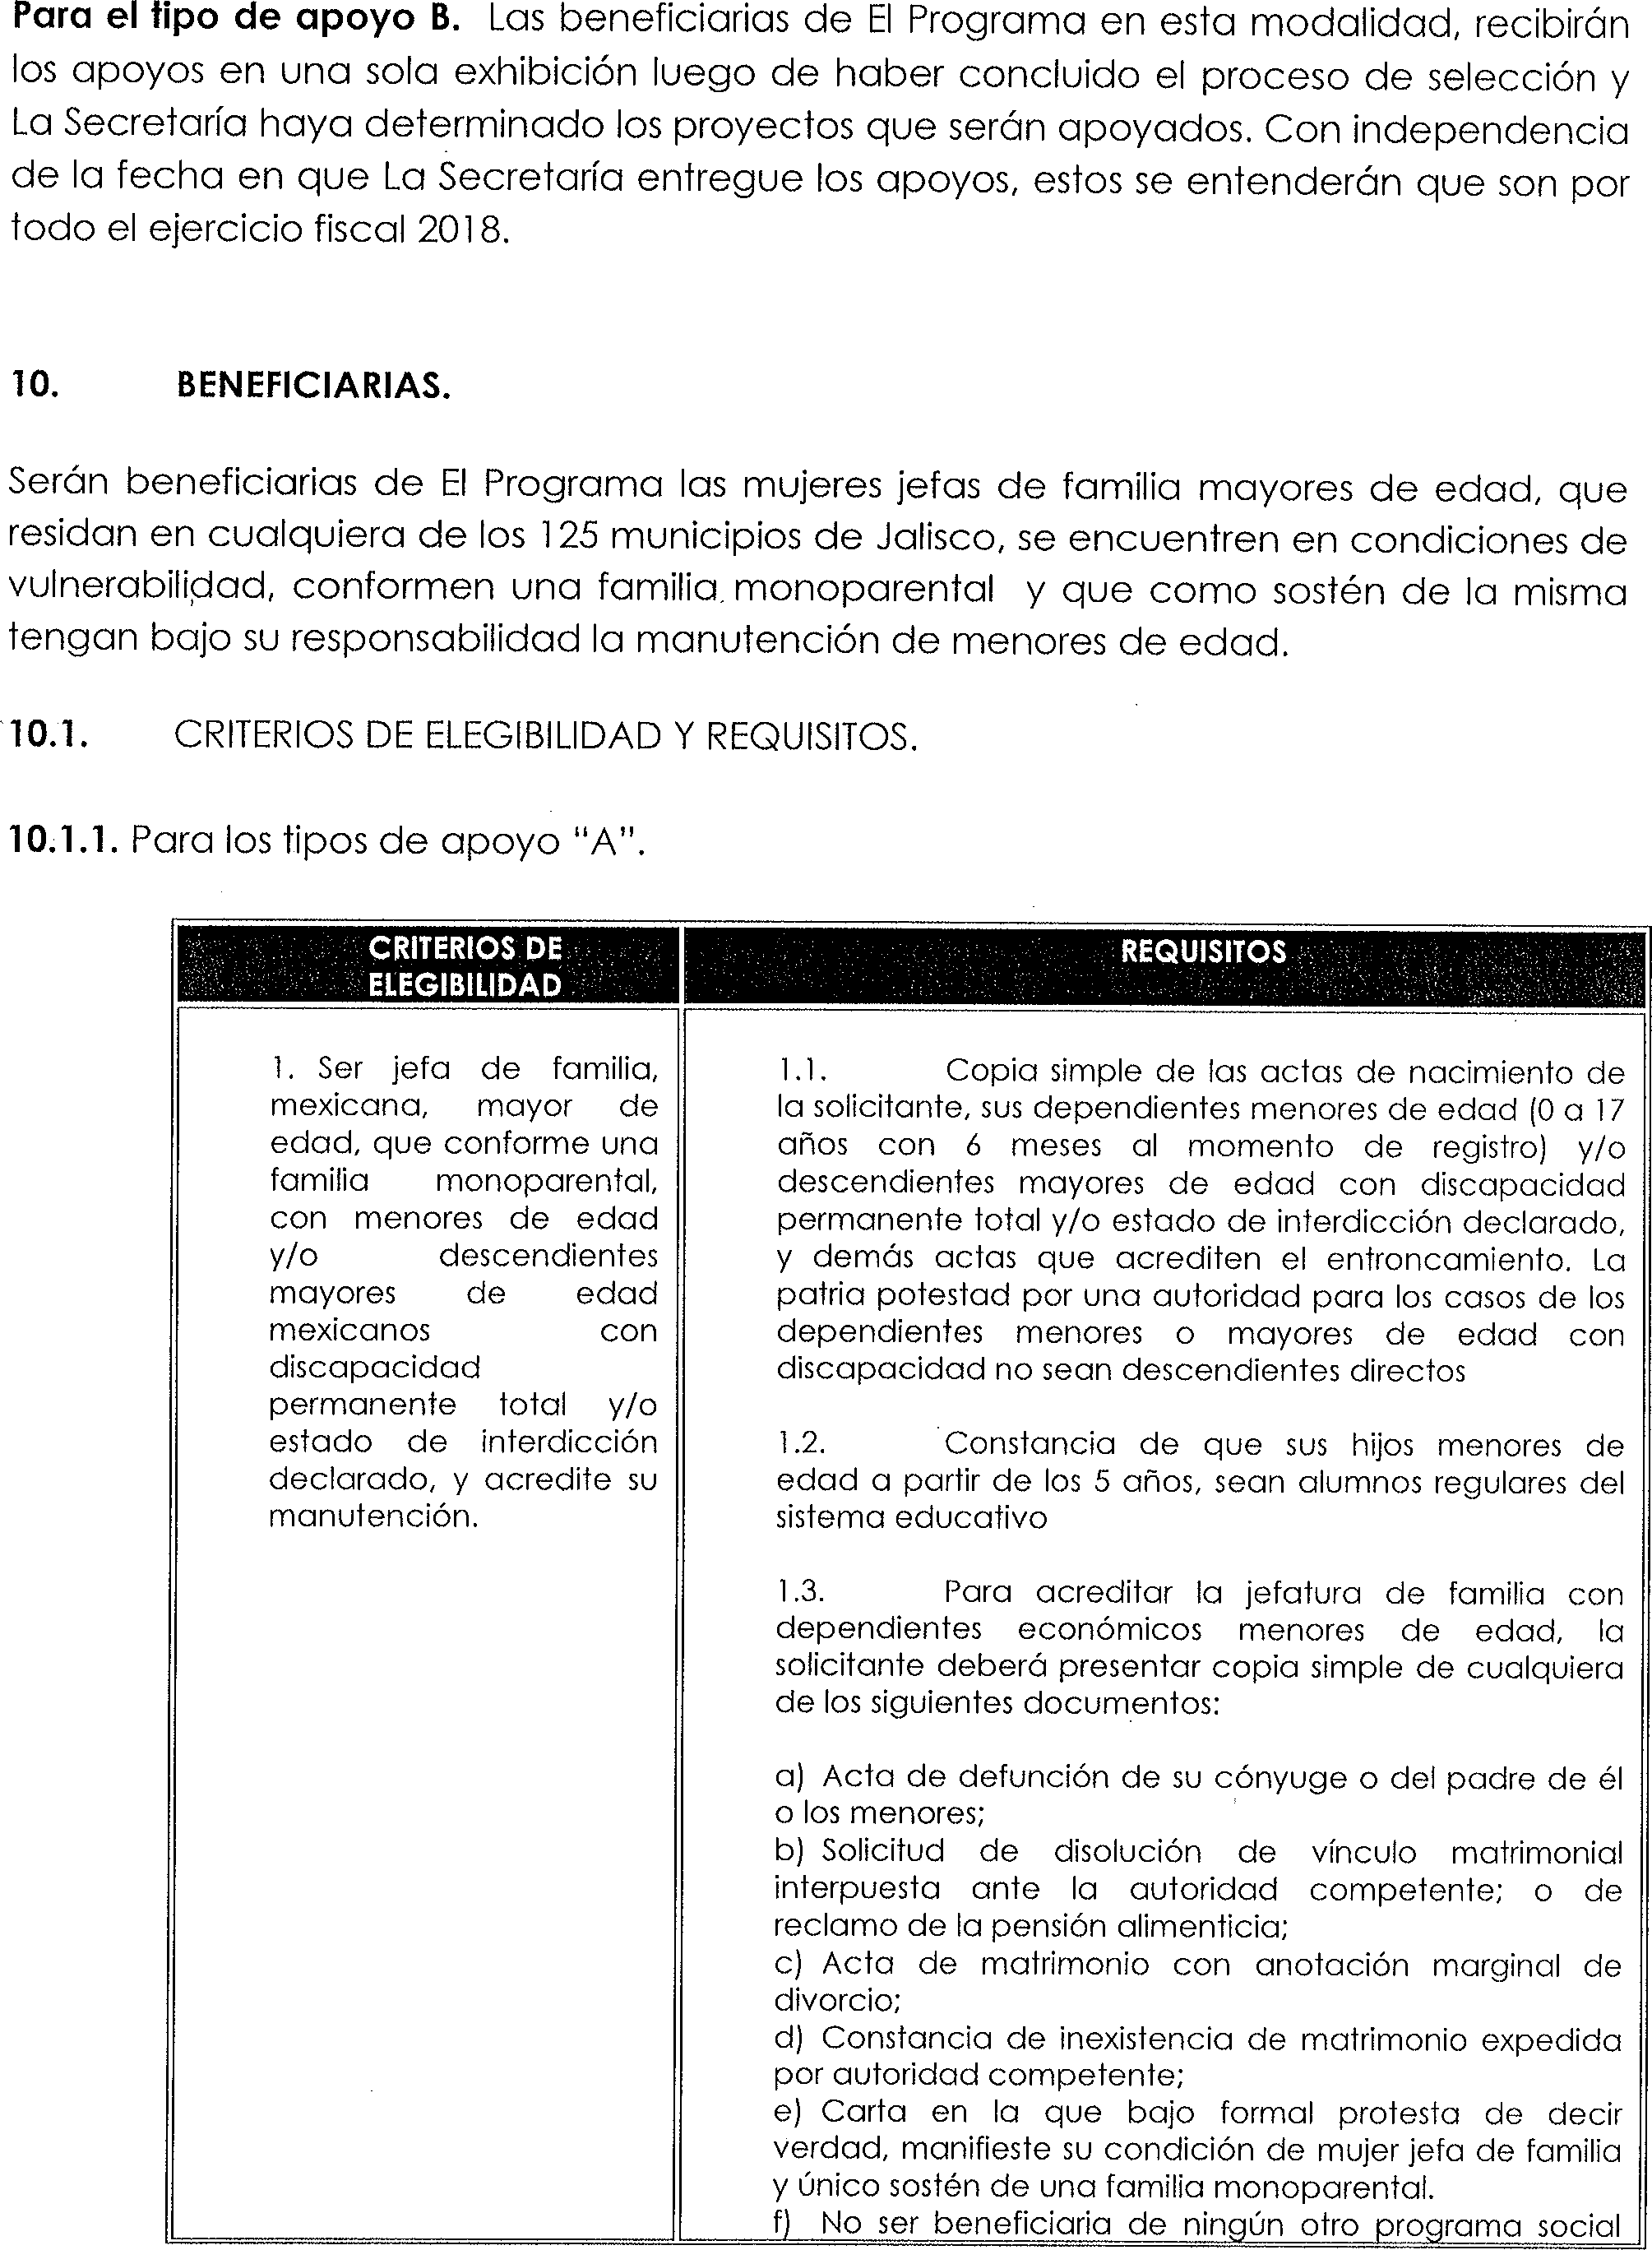 Para el tipo de apoyo B. Las beneficiarias de El Programa en esta modalidad, recibirán
los apoyos en una sola exhibición luego de haber concluido el proceso de selección y
La Secretaría haya determinado los proyectos que serán apoyados. Con independencia
de la fecha en que La Secretaría entregue los apoyos, estos se entenderán que son por
todo el ejercicio fiscal 2018.
10. BENEFICIARIAS.
Serán beneficiarias de El Programa las mujeres jefas de familia mayores de edad, que
residan en cualquiera de los 125 municipios de Jalisco, se encuentren en condiciones de
vulnerabilidad, conformen una familia monoparental y que como sostén de la misma
tengan bajo su responsabilidad la manutención de menores de edad.
10.1. CRITERIOS DE ELEGIBILIDAD Y REQUISITOS.
10.1.1. Para los tipos de apoyo "A".
CRITERIOS DE
ELEGIBILIDAD
REQUISITOS
1. Ser jefa de familia,
mexicana, mayor de
edad, que conforme una
familia monoparental,
con menores de edad
y/o descendientes
mayores de edad
mexicanos con
discapacidad
permanente total y/o
estado de interdicción
declarado, y acredite su
manutención.
1.1. Copia simple de las actas de nacimiento de
la solicitante, sus dependientes menores de edad (0 a 17
años con 6 meses al momento de registro) y/o
descendientes mayores de edad con discapacidad
permanente total y/o estado de interdicción declarado,
y demás actas que acrediten el entroncamiento. La
patria potestad por una autoridad para los casos de los
dependientes menores o mayores de edad con
discapacidad no sean descendientes directos
1.2. Constancia de que sus hijos menores de
edad a partir de los 5 años, sean alumnos regulares del
sistema educativo
1.3. Para acreditar la jefatura de familia con
dependientes económicos menores de edad, la
solicitante deberá presentar copia simple de cualquiera
de los siguientes documentos:
a) Acta de defunción de su cónyuge o del padre de él
o los menores;
b) Solicitud de disolución de vínculo matrimonial
interpuesta ante la autoridad competente; o de
reclamo de la pensión alimenticia;
c) Acta de matrimonio con anotación marginal de
divorcio;
d) Constancia de inexistencia de matrimonio expedida
por autoridad competente;
e) Carta en la que bajo formal protesta de decir
verdad, manifieste su condición de mujer jefa de familia
y único sostén de una familia monoparental.
f) No ser beneficiaria de ningún otro programa social